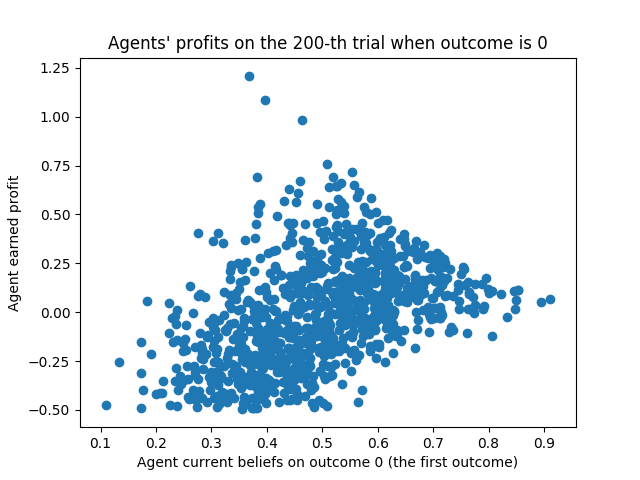 Agents' profits on the 200-th trial when outcome is 0
1.25
1.00
0.75
0.50
0.25
0.00
−0.25
−0.50
Agent earned profit
0.1 0.2 0.3 0.4 0.5 0.6 0.7 0.8 0.9
Agent current beliefs on outcome 0 (the first outcome)